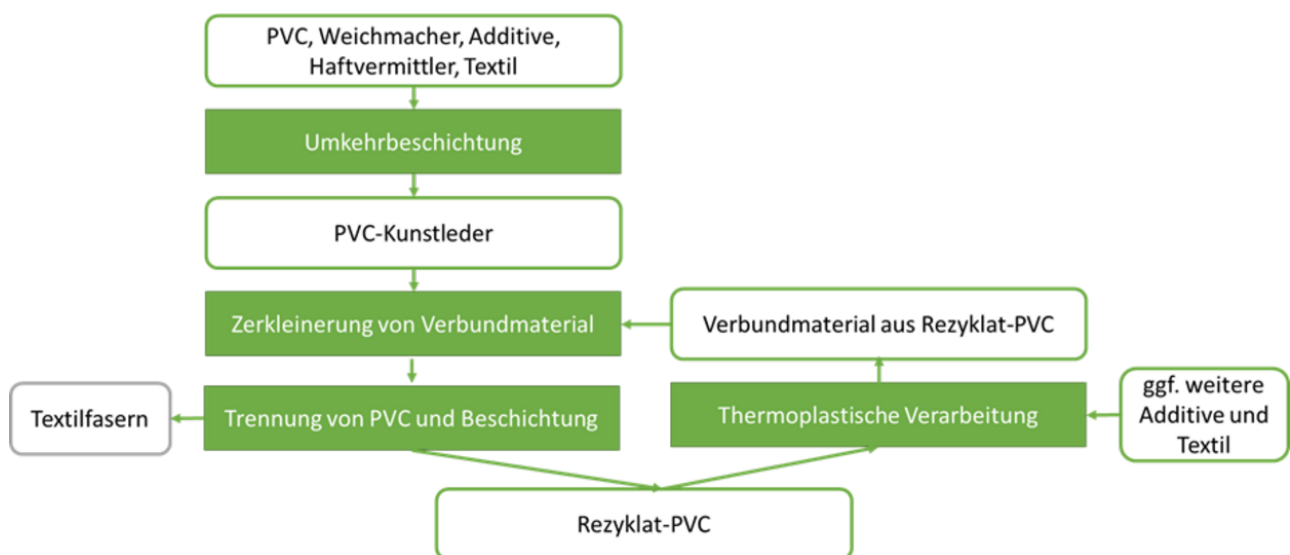 PVC, Weichmacher, Additive,
Haftvermittler, Textil
Umkehrbeschichtung
PVC-Kunstleder
Zerkleinerung von Verbundmaterial
Verbundmaterial aus Rezyklat-PVC
Textilfasern
Trennung von PVC und Beschichtung
Thermoplastische Verarbeitung
ggf. weitere
Additive und
Textil
Rezyklat-PVC